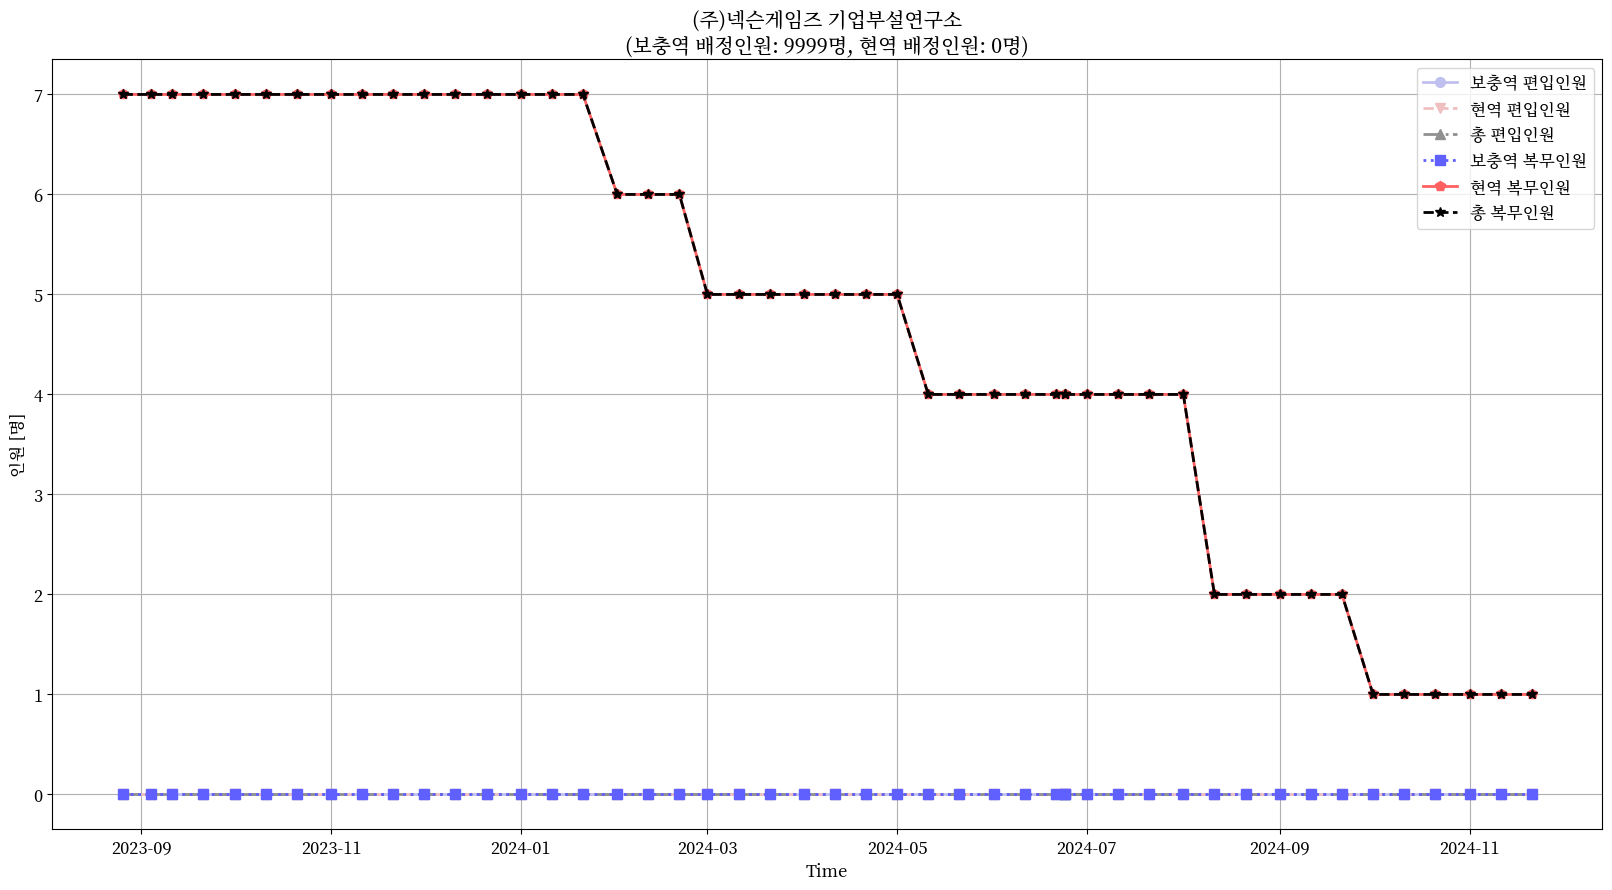 (주)넥슨게임즈 기업부설연구소
(보충역 배정인원: 9999명, 현역 배정인원: 0명)
보충역 편입인원
현역 편입인원
총 편입인원
보충역 복무인원
현역 복무인원
총 복무인원
인원 [명]
7
6
5
4
3
2
1
0
2023-09
2023-11
2024-01
2024-03
2024-05
2024-07
2024-09
2024-11
Time